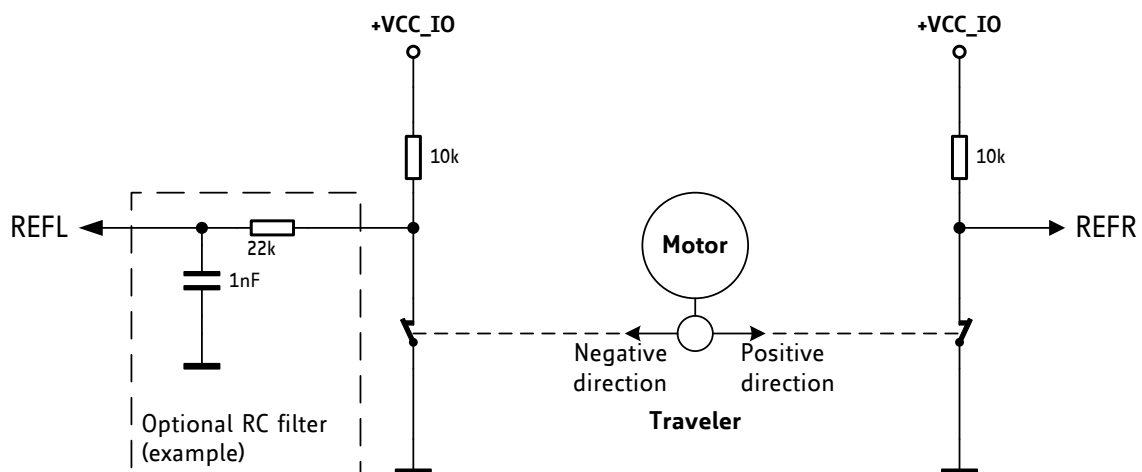 +VCC_IO
+VCC_IO
10k
10k
REFL
22k
1nF
Motor
REFR
Negative
direction
Positive
direction
Traveler
Optional RC filter
(example)